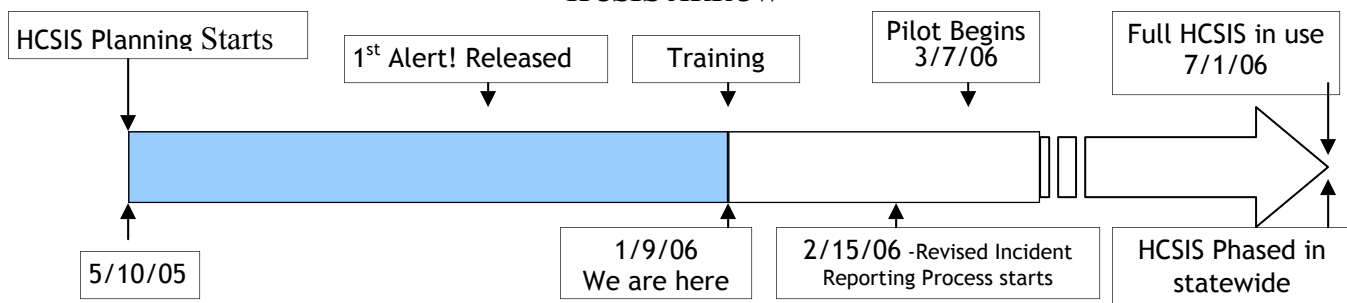 HCSIS Planning Starts
1st Alert! Released
Training
Pilot Begins
3/7/06
Full HCSIS in use
7/1/06
5/10/05
1/9/06
We are here
2/15/06 -Revised Incident
Reporting Process starts
HCSIS Phased in
statewide